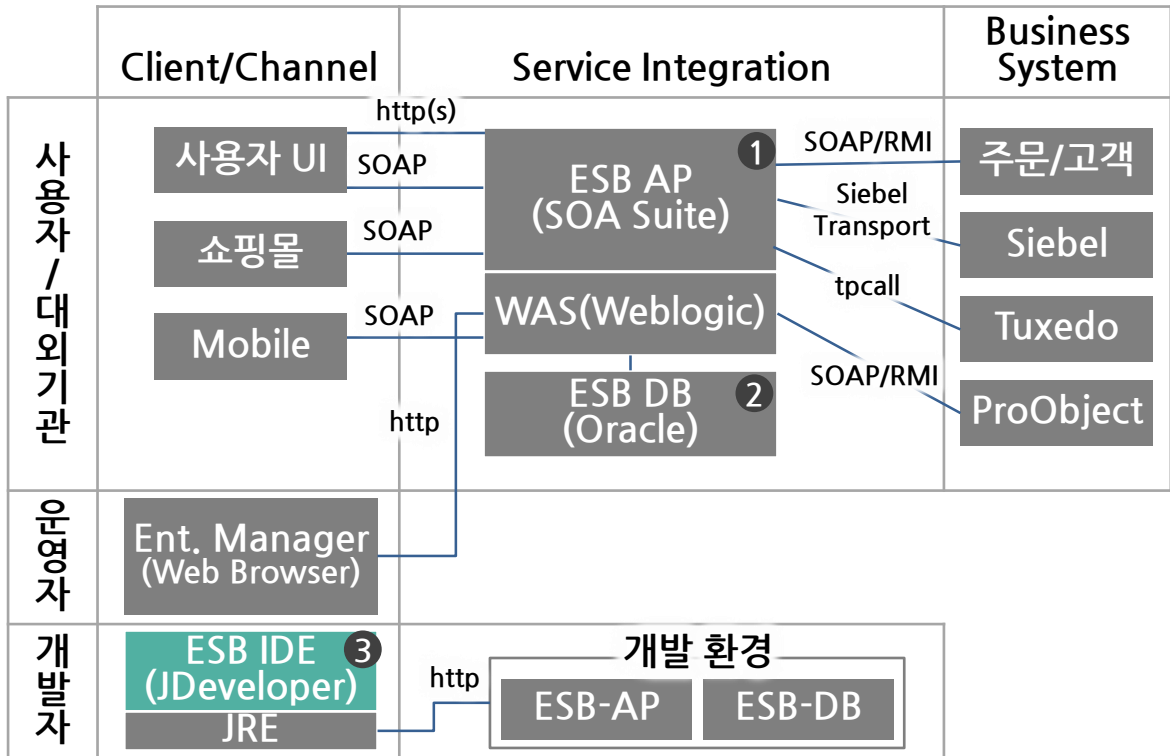 Client/Channel
Service Integration
Business
System
사용자/대외기관
http(s)
사용자 UI
SOAP
쇼핑몰
SOAP
Mobile
SOAP
http
ESB AP
(SOA Suite)
❶
WAS(Weblogic)
ESB DB
(Oracle)
❷
SOAP/RMI
Siebel
Transport
tpcall
SOAP/RMI
주문/고객
Siebel
Tuxedo
ProObject
운영자
Ent. Manager
(Web Browser)
개발자
ESB IDE
(JDeveloper)
❸
JRE
http
개발 환경
ESB-AP
ESB-DB